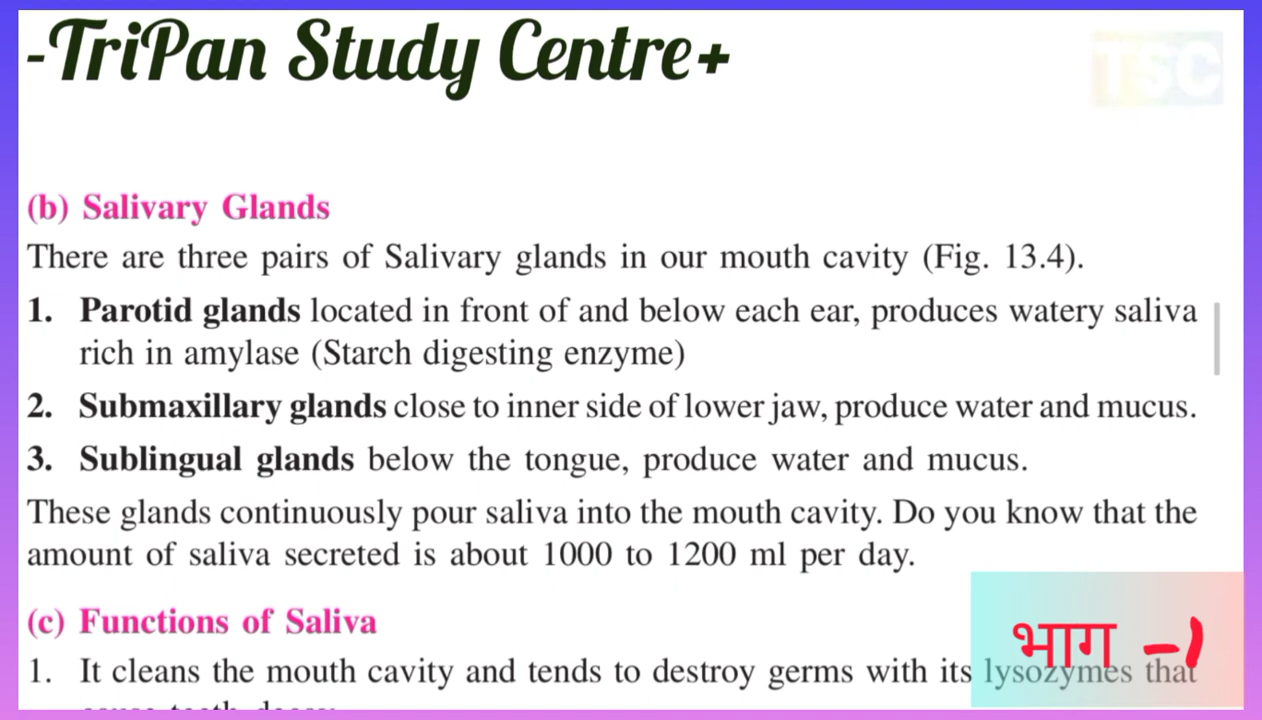 -TriPan Study Centre+
TSC
(b) Salivary Glands
There are three pairs of Salivary glands in our mouth cavity (Fig. 13.4).
1. Parotid glands located in front of and below each ear, produces watery saliva
rich in amylase (Starch digesting enzyme)
2. Submaxillary glands close to inner side of lower jaw, produce water and mucus.
3. Sublingual glands below the tongue, produce water and mucus.
These glands continuously pour saliva into the mouth cavity. Do you know that the
amount of saliva secreted is about 1000 to 1200 ml per day.
(c) Functions of Saliva
भाग -1
1. It cleans the mouth cavity and tends to destroy germs with its lysozymes that